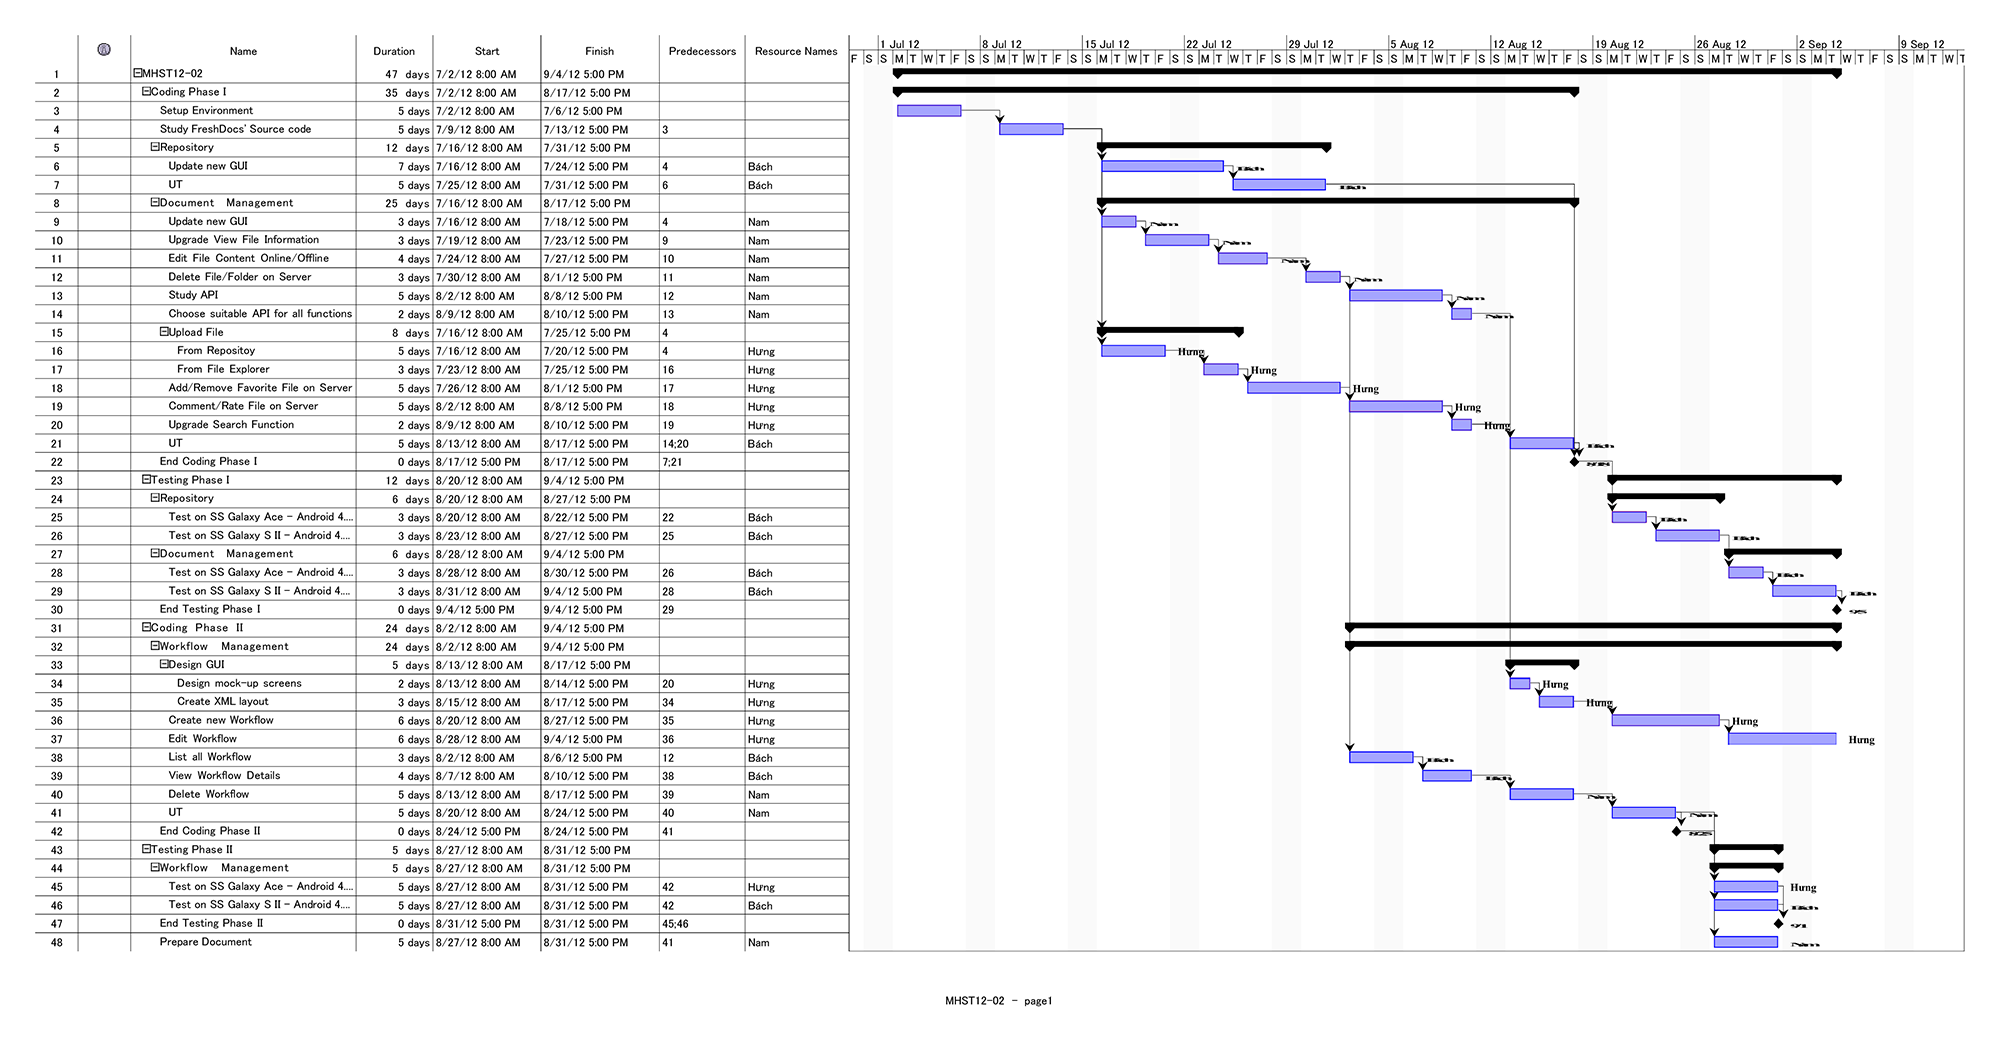 Name Duration Start Finish Predecessors Resource Names
1 Jul 12 8 Jul 12 15 Jul 12 22 Jul 12 29 Jul 12 5 Aug 12 12 Aug 12 19 Aug 12 26 Aug 12 2 Sep 12 9 Sep 12
F S S M T W T F S S M T W T F S S M T W T F S S M T W T F S S M T W T F S S M T W T F S S M T W T F S S M T W T F S S M T W T F S S M T W T F S S M T W T F S S M T W T
1 MHST12-02 47 days 7/2/12 8:00 AM 9/4/12 5:00 PM
2 Coding Phase I 35 days 7/2/12 8:00 AM 8/17/12 5:00 PM
3 Setup Environment 5 days 7/2/12 8:00 AM 7/6/12 5:00 PM
4 Study FreshDocs' Source code 5 days 7/9/12 8:00 AM 7/13/12 5:00 PM 3
5 Repository 12 days 7/16/12 8:00 AM 7/31/12 5:00 PM
6 Update new GUI 7 days 7/16/12 8:00 AM 7/24/12 5:00 PM 4 Bách Bách
7 UT 5 days 7/25/12 8:00 AM 7/31/12 5:00 PM 6 Bách Bách
8 Document Management 25 days 7/16/12 8:00 AM 8/17/12 5:00 PM
9 Update new GUI 3 days 7/16/12 8:00 AM 7/18/12 5:00 PM 4 Nam Nam
10 Upgrade View File Information 3 days 7/19/12 8:00 AM 7/23/12 5:00 PM 9 Nam Nam
11 Edit File Content Online/Offline 4 days 7/24/12 8:00 AM 7/27/12 5:00 PM 10 Nam Nam
12 Delete File/Folder on Server 3 days 7/30/12 8:00 AM 8/1/12 5:00 PM 11 Nam Nam
13 Study API 5 days 8/2/12 8:00 AM 8/8/12 5:00 PM 12 Nam Nam
14 Choose suitable API for all functions 2 days 8/9/12 8:00 AM 8/10/12 5:00 PM 13 Nam Nam
15 Upload File 8 days 7/16/12 8:00 AM 7/25/12 5:00 PM 4
16 From Repositoy 5 days 7/16/12 8:00 AM 7/20/12 5:00 PM 4 Hưng Hưng
17 From File Explorer 3 days 7/23/12 8:00 AM 7/25/12 5:00 PM 16 Hưng Hưng
18 Add/Remove Favorite File on Server 5 days 7/26/12 8:00 AM 8/1/12 5:00 PM 17 Hưng Hưng
19 Comment/Rate File on Server 5 days 8/2/12 8:00 AM 8/8/12 5:00 PM 18 Hưng Hưng
20 Upgrade Search Function 2 days 8/9/12 8:00 AM 8/10/12 5:00 PM 19 Hưng Hưng
21 UT 5 days 8/13/12 8:00 AM 8/17/12 5:00 PM 14;20 Bách Bách
22 End Coding Phase I 0 days 8/17/12 5:00 PM 8/17/12 5:00 PM 7;21
23 Testing Phase I 12 days 8/20/12 8:00 AM 9/4/12 5:00 PM
24 Repository 6 days 8/20/12 8:00 AM 8/27/12 5:00 PM
25 Test on SS Galaxy Ace - Android 4.... 3 days 8/20/12 8:00 AM 8/22/12 5:00 PM 22 Bách Bách
26 Test on SS Galaxy S II - Android 4.... 3 days 8/23/12 8:00 AM 8/27/12 5:00 PM 25 Bách Bách
27 Document Management 6 days 8/28/12 8:00 AM 9/4/12 5:00 PM
28 Test on SS Galaxy Ace - Android 4.... 3 days 8/28/12 8:00 AM 8/30/12 5:00 PM 26 Bách Bách
29 Test on SS Galaxy S II - Android 4.... 3 days 8/31/12 8:00 AM 9/4/12 5:00 PM 28 Bách Bách
30 End Testing Phase I 0 days 9/4/12 5:00 PM 9/4/12 5:00 PM 29
31 Coding Phase II 24 days 8/2/12 8:00 AM 9/4/12 5:00 PM
32 Workflow Management 24 days 8/2/12 8:00 AM 9/4/12 5:00 PM
33 Design GUI 5 days 8/13/12 8:00 AM 8/17/12 5:00 PM
34 Design mock-up screens 2 days 8/13/12 8:00 AM 8/14/12 5:00 PM 20 Hưng Hưng
35 Create XML layout 3 days 8/15/12 8:00 AM 8/17/12 5:00 PM 34 Hưng Hưng
36 Create new Workflow 6 days 8/20/12 8:00 AM 8/27/12 5:00 PM 35 Hưng Hưng
37 Edit Workflow 6 days 8/28/12 8:00 AM 9/4/12 5:00 PM 36 Hưng Hưng
38 List all Workflow 3 days 8/2/12 8:00 AM 8/6/12 5:00 PM 12 Bách Bách
39 View Workflow Details 4 days 8/7/12 8:00 AM 8/10/12 5:00 PM 38 Bách Bách
40 Delete Workflow 5 days 8/13/12 8:00 AM 8/17/12 5:00 PM 39 Nam Nam
41 UT 5 days 8/20/12 8:00 AM 8/24/12 5:00 PM 40 Nam Nam
42 End Coding Phase II 0 days 8/24/12 5:00 PM 8/24/12 5:00 PM 41
43 Testing Phase II 5 days 8/27/12 8:00 AM 8/31/12 5:00 PM
44 Workflow Management 5 days 8/27/12 8:00 AM 8/31/12 5:00 PM
45 Test on SS Galaxy Ace - Android 4.... 5 days 8/27/12 8:00 AM 8/31/12 5:00 PM 42 Hưng Hưng
46 Test on SS Galaxy S II - Android 4.... 5 days 8/27/12 8:00 AM 8/31/12 5:00 PM 42 Bách Bách
47 End Testing Phase II 0 days 8/31/12 5:00 PM 8/31/12 5:00 PM 45;46
48 Prepare Document 5 days 8/27/12 8:00 AM 8/31/12 5:00 PM 41 Nam Nam
MHST12-02 - page1